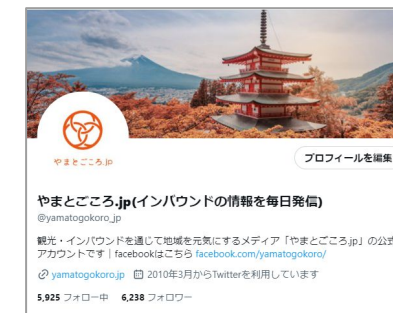 やまとごころ.jp
プロフィールを編集
やまとごころ.jp(インバウンドの情報を毎日発信)
@yamatogokoro_jp
観光・インバウンドを通じて地域を元気にするメディア「やまとごころ.jp」の公式
アカウントです｜facebookはこちら facebook.com/yamatogokoro/
yamatogokoro.jp 2010年3月からTwitterを利用しています
5,925 フォロー中 6,238 フォロワー